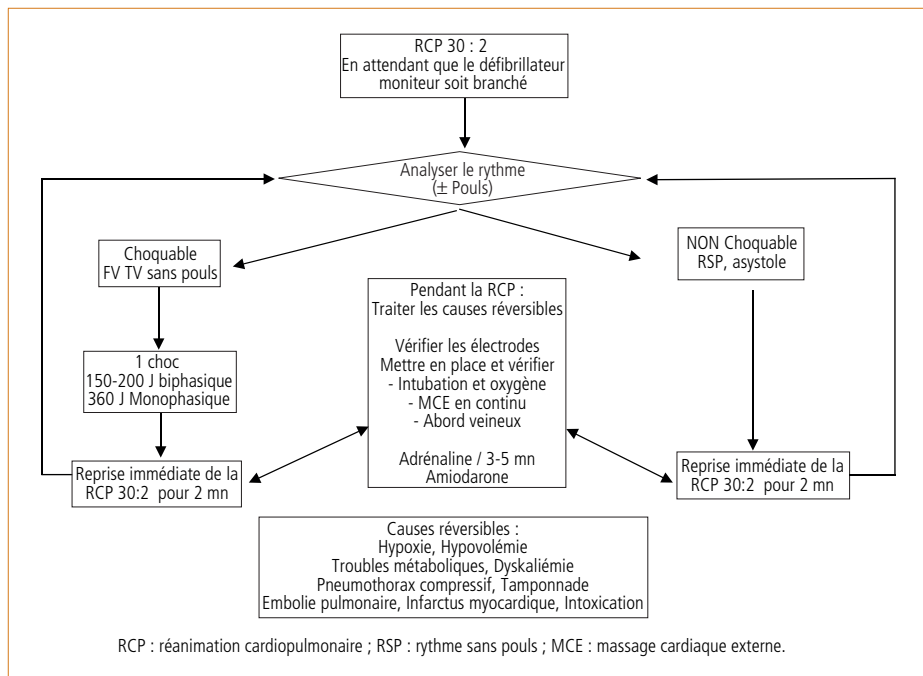 RCP 30 : 2
En attendant que le défibrillateur
moniteur soit branché
Analyser le rythme
(± Pouls)
Choquable
FV TV sans pouls
NON Choquable
RSP, asystole
1 choc
150-200 J biphasique
360 J Monophasique
Pendant la RCP :
Traiter les causes réversibles
Vérifier les électrodes
Mettre en place et vérifier
- Intubation et oxygène
- MCE en continu
- Abord veineux
Adrénaline / 3-5 mn
Amiodarone
Reprise immédiate de la
RCP 30:2 pour 2 mn
Reprise immédiate de la
RCP 30:2 pour 2 mn
Causes réversibles :
Hypoxie, Hypovolémie
Troubles métaboliques, Dyskaliémie
Pneumothorax compressif, Tamponnade
Embolie pulmonaire, Infarctus myocardique, Intoxication
RCP : réanimation cardiopulmonaire ; RSP : rythme sans pouls ; MCE : massage cardiaque externe.